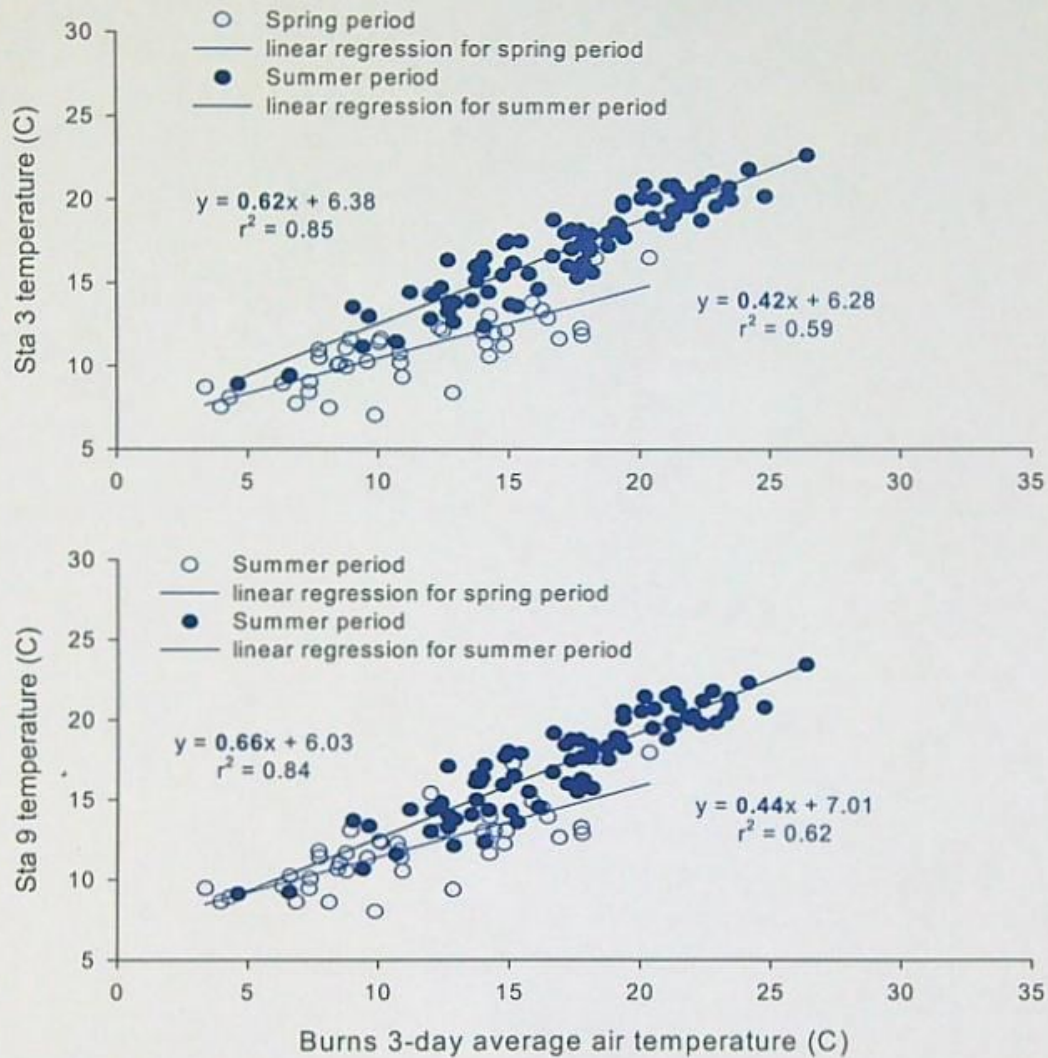 Spring period
linear regression for spring period
Summer period
linear regression for summer period
30
25
20
15
10
5
Sta 3 temperature (C)
y = 0.62x + 6.38
r² = 0.85
y = 0.42x + 6.28
r² = 0.59
0 5 10 15 20 25 30 35
Summer period
linear regression for spring period
Summer period
linear regression for summer period
30
25
20
15
10
5
Sta 9 temperature (C)
y = 0.66x + 6.03
r² = 0.84
y = 0.44x + 7.01
r² = 0.62
0 5 10 15 20 25 30 35
Burns 3-day average air temperature (C)